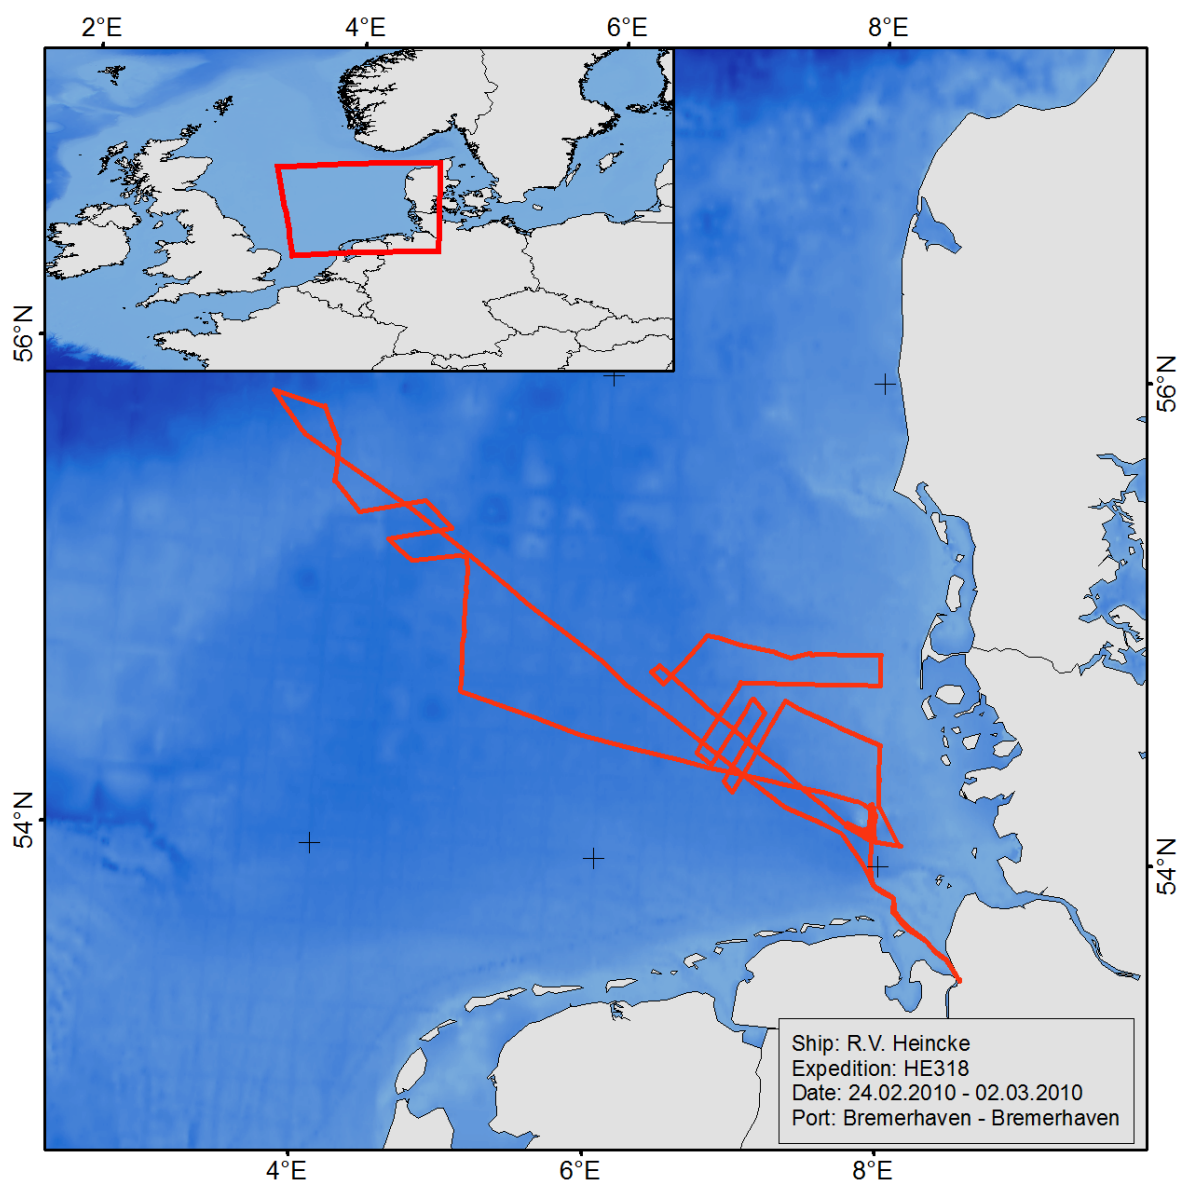 2°E 4°E 6°E 8°E
56°N
56°N
54°N
54°N
Ship: R.V. Heincke
Expedition: HE318
Date: 24.02.2010 - 02.03.2010
Port: Bremerhaven - Bremerhaven
4°E 6°E 8°E